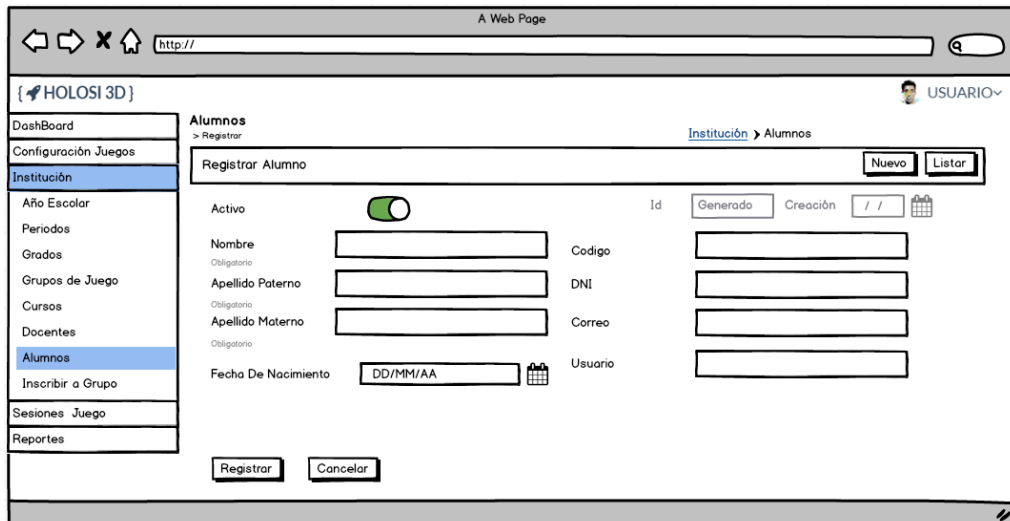 A Web Page
http://
{ HOLOSI 3D }
USUARIO
DashBoard
Configuración Juegos
Institución
Año Escolar
Periodos
Grados
Grupos de Juego
Cursos
Docentes
Alumnos
Inscribir a Grupo
Sesiones Juego
Reportes
Alumnos
> Registrar
Institución > Alumnos
Registrar Alumno
Nuevo
Listar
Activo
Id
Generado
Creación
/ /
Nombre
Obligatorio
Codigo
Apellido Paterno
Obligatorio
DNI
Apellido Materno
Obligatorio
Correo
Fecha De Nacimiento
DD/MM/AA
Usuario
Registrar
Cancelar